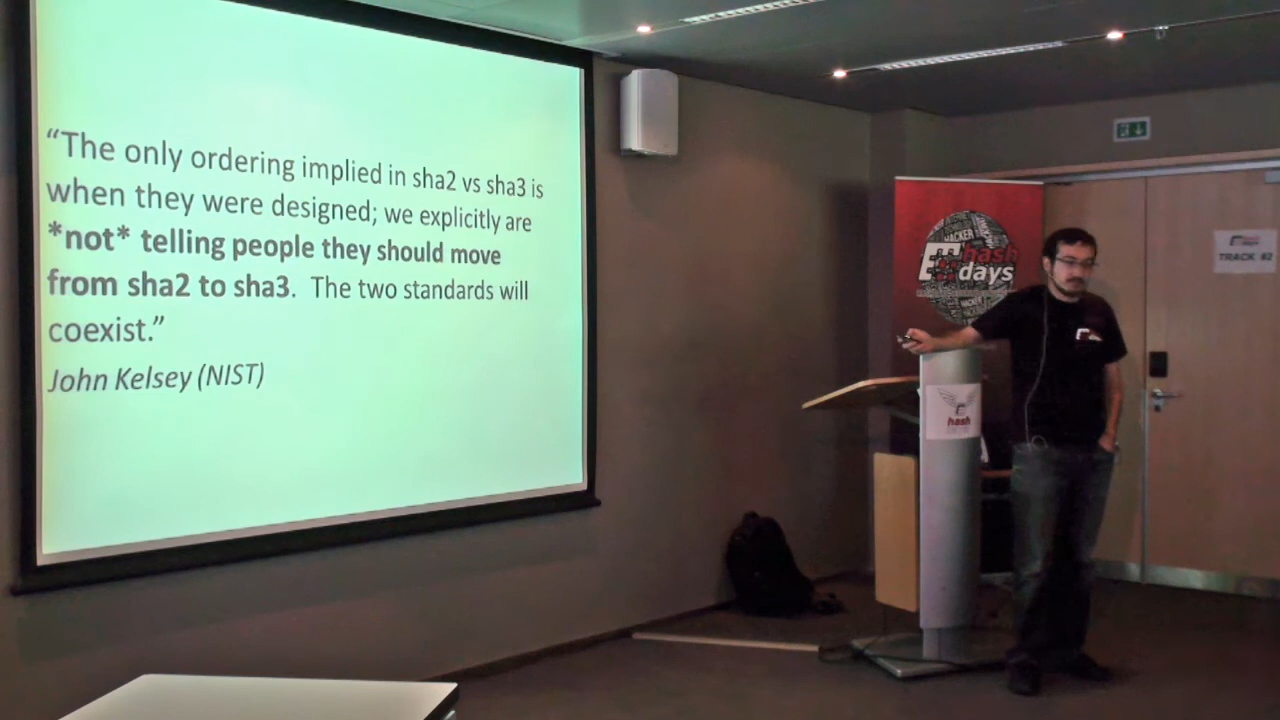 “The only ordering implied in sha2 vs sha3 is
when they were designed; we explicitly are
*not* telling people they should move
from sha2 to sha3.  The two standards will
coexist.”
John Kelsey (NIST)
HACKER
hash
days
HACKER
TRACK #2
hash